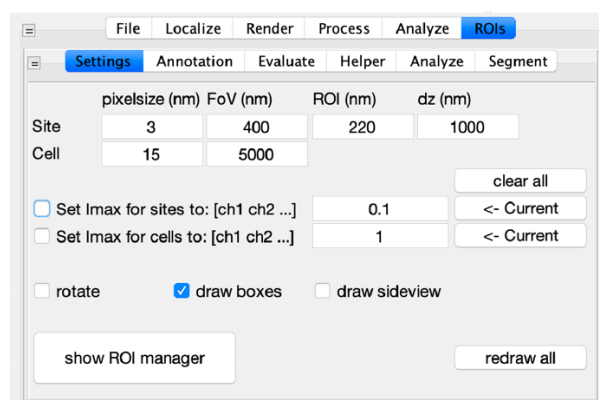 File Localize Render Process Analyze ROIs
Settings Annotation Evaluate Helper Analyze Segment
pixelsize (nm) FoV (nm) ROI (nm) dz (nm)
Site 3 400 220 1000
Cell 15 5000
clear all
Set Imax for sites to: [ch1 ch2 ...] 0.1 <- Current
Set Imax for cells to: [ch1 ch2 ...] 1 <- Current
rotate draw boxes draw sideview
show ROI manager redraw all